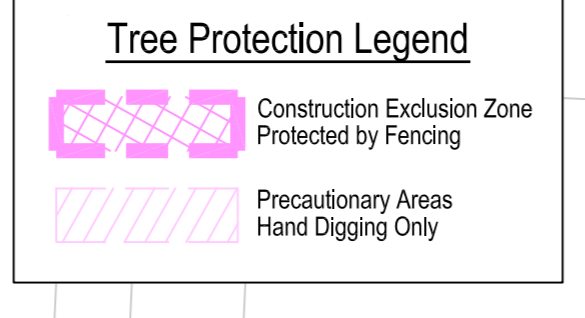 Tree Protection Legend
Construction Exclusion Zone
Protected by Fencing
Precautionary Areas
Hand Digging Only